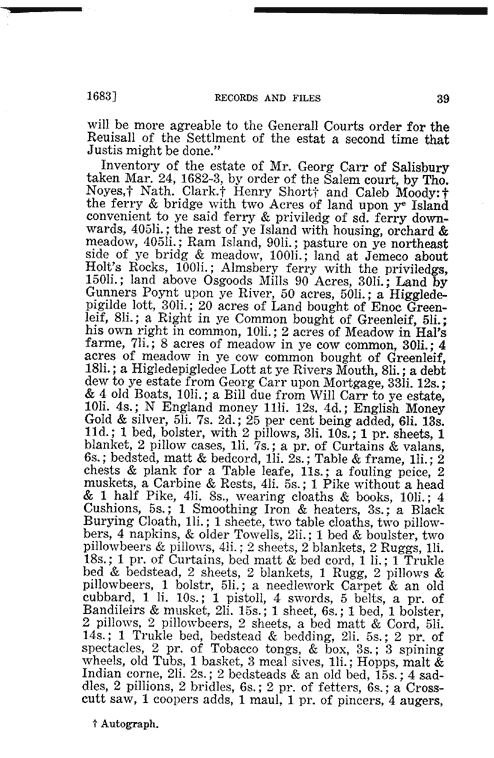 1683] RECORDS AND FILES 39
will be more agreable to the Generall Courts order for the
Reuisall of the Settlment of the estat a second time that
Justis might be done."
Inventory of the estate of Mr. Georg Carr of Salisbury
taken Mar. 24, 1682-3, by order of the Salem court, by Tho.
Noyes,† Nath. Clark.† Henry Short† and Caleb Moody:†
the ferry & bridge with two Acres of land upon yᵉ Island
convenient to ye said ferry & priviledg of sd. ferry down-
wards, 405li.; the rest of ye Island with housing, orchard &
meadow, 405li.; Ram Island, 90li.; pasture on ye northeast
side of ye bridg & meadow, 100li.; land at Jemeco about
Holt's Rocks, 100li.; Almsbery ferry with the priviledgs,
150li.; land above Osgoods Mills 90 Acres, 30li.; Land by
Gunners Poynt upon ye River, 50 acres, 50li.; a Higglede-
pigilde lott, 30li.; 20 acres of Land bought of Enoc Green-
leif, 8li.; a Right in ye Common bought of Greenleif, 5li.;
his own right in common, 10li.; 2 acres of Meadow in Hal's
farme, 7li.; 8 acres of meadow in ye cow common, 30li.; 4
acres of meadow in ye cow common bought of Greenleif,
18li.; a Higledepigledee Lott at ye Rivers Mouth, 8li.; a debt
dew to ye estate from Georg Carr upon Mortgage, 33li. 12s.;
& 4 old Boats, 10li.; a Bill due from Will Carr to ye estate,
10li. 4s.; N England money 11li. 12s. 4d.; English Money
Gold & silver, 5li. 7s. 2d.; 25 per cent being added, 6li. 13s.
11d.; 1 bed, bolster, with 2 pillows, 3li. 10s.; 1 pr. sheets, 1
blanket, 2 pillow cases, 1li. 7s.; a pr. of Curtains & valans,
6s.; bedsted, matt & bedcord, 1li. 2s.; Table & frame, 1li.; 2
chests & plank for a Table leafe, 11s.; a fouling peice, 2
muskets, a Carbine & Rests, 4li. 5s.; 1 Pike without a head
& 1 half Pike, 4li. 8s., wearing cloaths & books, 10li.; 4
Cushions, 5s.; 1 Smoothing Iron & heaters, 3s.; a Black
Burying Cloath, 1li.; 1 sheete, two table cloaths, two pillow-
bers, 4 napkins, & older Towells, 2li.; 1 bed & boulster, two
pillowbeers & pillows, 4li.; 2 sheets, 2 blankets, 2 Ruggs, 1li.
18s.; 1 pr. of Curtains, bed matt & bed cord, 1 li.; 1 Trukle
bed & bedstead, 2 sheets, 2 blankets, 1 Rugg, 2 pillows &
pillowbeers, 1 bolstr, 5li.; a needlework Carpet & an old
cubbard, 1 li. 10s.; 1 pistoll, 4 swords, 5 belts, a pr. of
Bandileirs & musket, 2li. 15s.; 1 sheet, 6s.; 1 bed, 1 bolster,
2 pillows, 2 pillowbeers, 2 sheets, a bed matt & Cord, 5li.
14s.; 1 Trukle bed, bedstead & bedding, 2li. 5s.; 2 pr. of
spectacles, 2 pr. of Tobacco tongs, & box, 3s.; 3 spining
wheels, old Tubs, 1 basket, 3 meal sives, 1li.; Hopps, malt &
Indian corne, 2li. 2s.; 2 bedsteads & an old bed, 15s.; 4 sad-
dles, 2 pillions, 2 bridles, 6s.; 2 pr. of fetters, 6s.; a Cross-
cutt saw, 1 coopers adds, 1 maul, 1 pr. of pincers, 4 augers,
† Autograph.